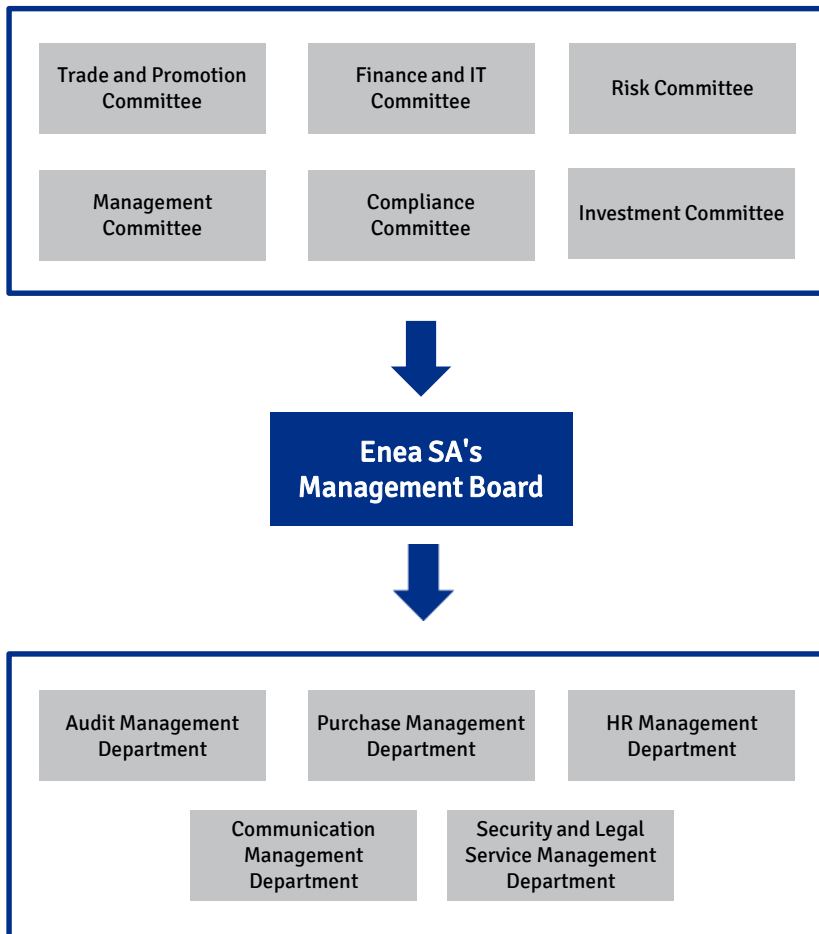 Trade and Promotion
Committee
Finance and IT
Committee
Risk Committee
Management
Committee
Compliance
Committee
Investment Committee
Enea SA's
Management Board
Audit Management
Department
Purchase Management
Department
HR Management
Department
Communication
Management
Department
Security and Legal
Service Management
Department